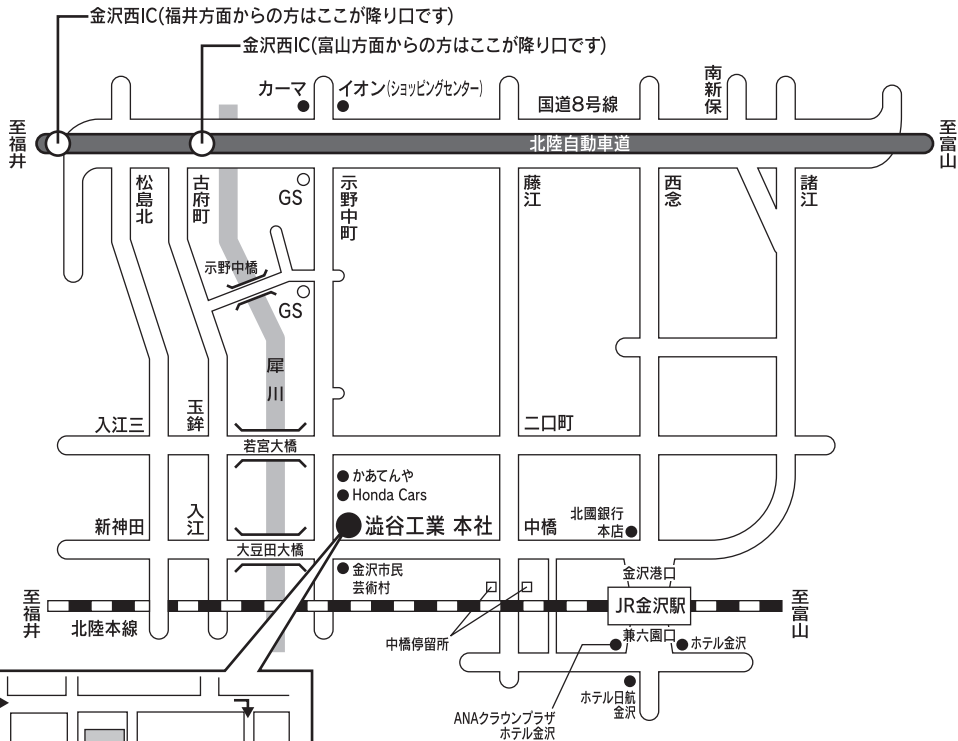 金沢西IC(福井方面からの方はここが降り口です)
金沢西IC(富山方面からの方はここが降り口です)
カーマ
イオン(ショッピングセンター)
国道8号線
南新保
至福井
北陸自動車道
至富山
松島北
古府町
GS
示野中町
藤江
西念
諸江
示野中橋
GS
犀川
入江三
玉鉾
二口町
若宮大橋
かあてんや
Honda Cars
新神田
入江
澁谷工業 本社
中橋
北國銀行
本店
大豆田大橋
金沢市民
芸術村
金沢港口
至福井
JR金沢駅
至富山
北陸本線
中橋停留所
兼六園口
ホテル金沢
ホテル日航
金沢
ANAクラウンプラザ
ホテル金沢